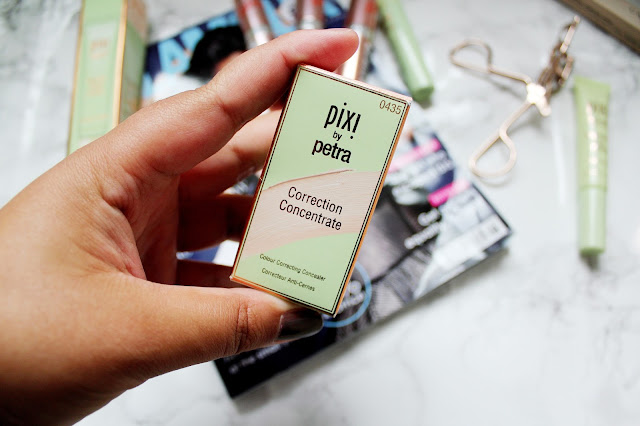 0435
pixi
by
petra
Correction
Concentrate
Colour Correcting Concealer
Correcteur Anti-Cernes